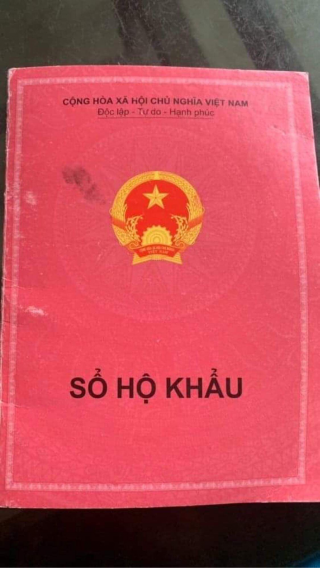 CỘNG HÒA XÃ HỘI CHỦ NGHĨA VIỆT NAM
Độc lập - Tự do - Hạnh phúc
SỔ HỘ KHẨU